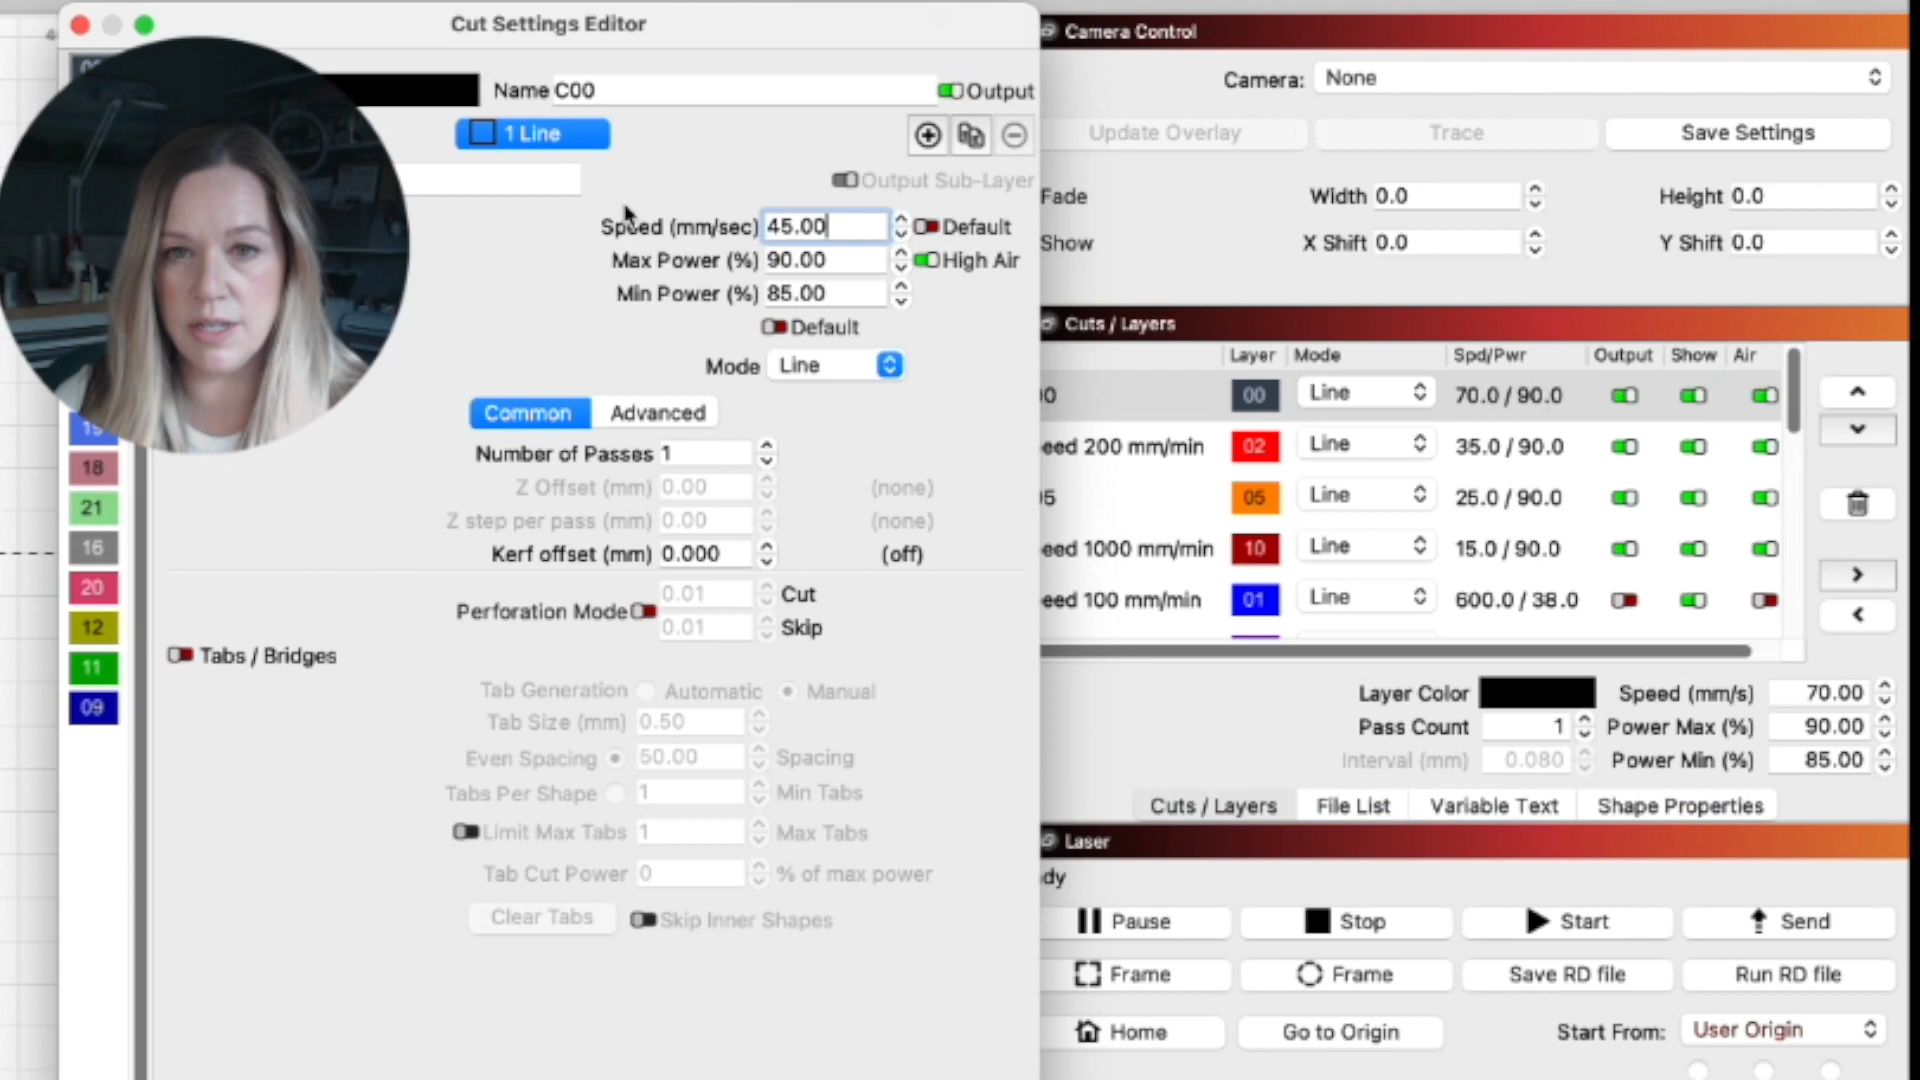 Cut Settings Editor
Name C00
Output
1 Line
Output Sub-Layer
Speed (mm/sec) 45.00
Default
Max Power (%) 90.00
High Air
Min Power (%) 85.00
Default
Mode Line
Common
Advanced
Number of Passes 1
Z Offset (mm) 0.00 (none)
Z step per pass (mm) 0.00 (none)
Kerf offset (mm) 0.000 (off)
0.01 Cut
Perforation Mode
0.01 Skip
Tabs / Bridges
Tab Generation Automatic Manual
Tab Size (mm) 0.50
Even Spacing 50.00 Spacing
Tabs Per Shape 1 Min Tabs
Limit Max Tabs 1 Max Tabs
Tab Cut Power 0 % of max power
Clear Tabs Skip Inner Shapes
18
21
16
20
12
11
09
Camera Control
Camera: None
Update Overlay Trace Save Settings
Fade Width 0.0 Height 0.0
Show X Shift 0.0 Y Shift 0.0
Cuts / Layers
Layer Mode Spd/Pwr Output Show Air
00 Line 70.0 / 90.0
eed 200 mm/min 02 Line 35.0 / 90.0
05 Line 25.0 / 90.0
eed 1000 mm/min 10 Line 15.0 / 90.0
eed 100 mm/min 01 Line 600.0 / 38.0
Layer Color Speed (mm/s) 70.00
Pass Count 1 Power Max (%) 90.00
Interval (mm) 0.080 Power Min (%) 85.00
Cuts / Layers File List Variable Text Shape Properties
Laser
dy
Pause Stop Start Send
Frame Frame Save RD file Run RD file
Home Go to Origin Start From: User Origin